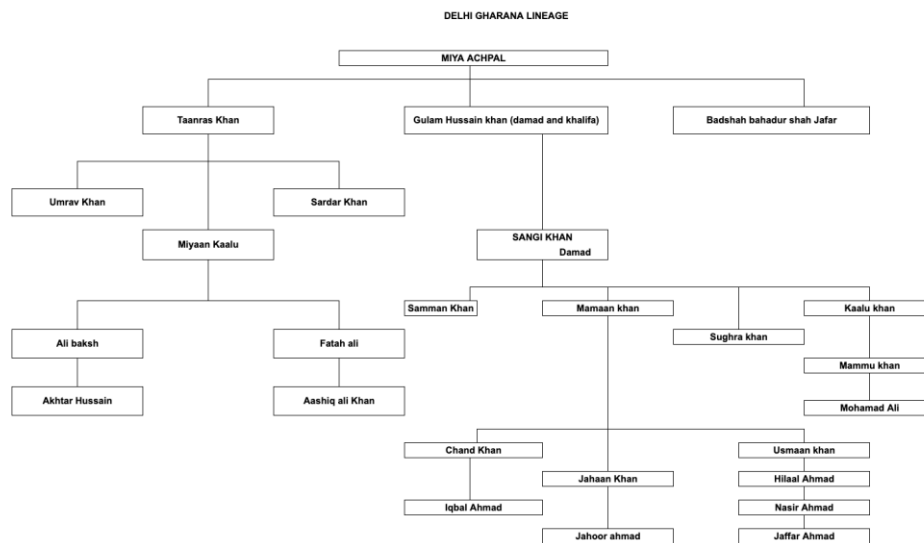 DELHI GHARANA LINEAGE
MIYA ACHPAL
Taanras Khan
Gulam Hussain khan (damad and khalifa)
Badshah bahadur shah Jafar
Umrav Khan
Sardar Khan
Miyaan Kaalu
SANGI KHAN
Damad
Samman Khan
Mamaan khan
Kaalu khan
Ali baksh
Fatah ali
Sughra khan
Mammu khan
Akhtar Hussain
Aashiq ali Khan
Mohamad Ali
Chand Khan
Usmaan khan
Jahaan Khan
Hilaal Ahmad
Iqbal Ahmad
Nasir Ahmad
Jahoor ahmad
Jaffar Ahmad